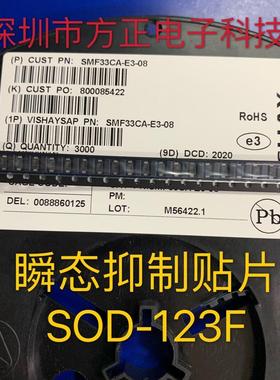 深圳市方正电子科技
(P) CUST PN: SMF33CA-E3-08
(K) CUST PO: 800085422
(1P) VISHAYSAP PN: SMF33CA-E3-08
RoHS
e3
(Q) QUANTITY: 3000
(9D) DCD: 2020
PM:
DEL: 0088860125
LOT: M56422.1
Pb
瞬态抑制贴片
SOD-123F